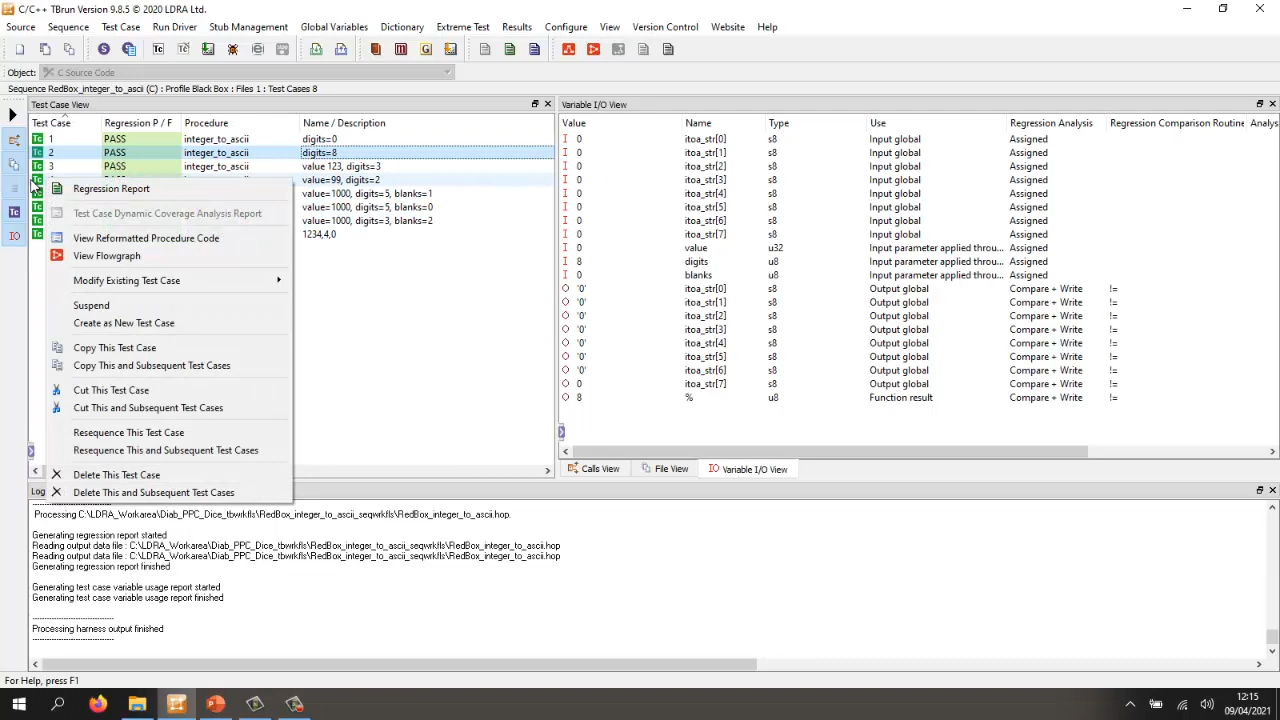 C/C++ TBrun Version 9.8.5 © 2020 LDRA Ltd.
Source Sequence Test Case Run Driver Stub Management Global Variables Dictionary Extreme Test Results Configure View Version Control Website Help
Object: C Source Code
Sequence RedBox_integer_to_ascii (C) : Profile Black Box : Files 1 : Test Cases 8
Test Case View
Test Case Regression P / F Procedure Name / Description
1 PASS integer_to_ascii digits=0
2 PASS integer_to_ascii digits=8
3 PASS integer_to_ascii value 123, digits=3
value=99, digits=2
value=1000, digits=5, blanks=1
value=1000, digits=5, blanks=0
value=1000, digits=3, blanks=2
1234,4,0
Regression Report
Test Case Dynamic Coverage Analysis Report
View Reformatted Procedure Code
View Flowgraph
Modify Existing Test Case
Suspend
Create as New Test Case
Copy This Test Case
Copy This and Subsequent Test Cases
Cut This Test Case
Cut This and Subsequent Test Cases
Resequence This Test Case
Resequence This and Subsequent Test Cases
Delete This Test Case
Delete This and Subsequent Test Cases
Variable I/O View
Value Name Type Use Regression Analysis Regression Comparison Routine Analys
I 0 itoa_str[0] s8 Input global Assigned
I 0 itoa_str[1] s8 Input global Assigned
I 0 itoa_str[2] s8 Input global Assigned
I 0 itoa_str[3] s8 Input global Assigned
I 0 itoa_str[4] s8 Input global Assigned
I 0 itoa_str[5] s8 Input global Assigned
I 0 itoa_str[6] s8 Input global Assigned
I 0 itoa_str[7] s8 Input global Assigned
I 0 value u32 Input parameter applied throu... Assigned
I 8 digits u8 Input parameter applied throu... Assigned
I 0 blanks u8 Input parameter applied throu... Assigned
O '0' itoa_str[0] s8 Output global Compare + Write !=
O '0' itoa_str[1] s8 Output global Compare + Write !=
O '0' itoa_str[2] s8 Output global Compare + Write !=
O '0' itoa_str[3] s8 Output global Compare + Write !=
O '0' itoa_str[4] s8 Output global Compare + Write !=
O '0' itoa_str[5] s8 Output global Compare + Write !=
O '0' itoa_str[6] s8 Output global Compare + Write !=
O 0 itoa_str[7] s8 Output global Compare + Write !=
O 8 % u8 Function result Compare + Write !=
Calls View File View IO Variable I/O View
Log
Processing C:\LDRA_Workarea\Diab_PPC_Dice_tbwrkfls\RedBox_integer_to_ascii_seqwrkfls\RedBox_integer_to_ascii.hop.
Generating regression report started
Reading output data file : C:\LDRA_Workarea\Diab_PPC_Dice_tbwrkfls\RedBox_integer_to_ascii_seqwrkfls\RedBox_integer_to_ascii.hop
Reading output data file : C:\LDRA_Workarea\Diab_PPC_Dice_tbwrkfls\RedBox_integer_to_ascii_seqwrkfls\RedBox_integer_to_ascii.hop
Generating regression report finished
Generating test case variable usage report started
Generating test case variable usage report finished
Processing harness output finished
For Help, press F1
12:15
09/04/2021